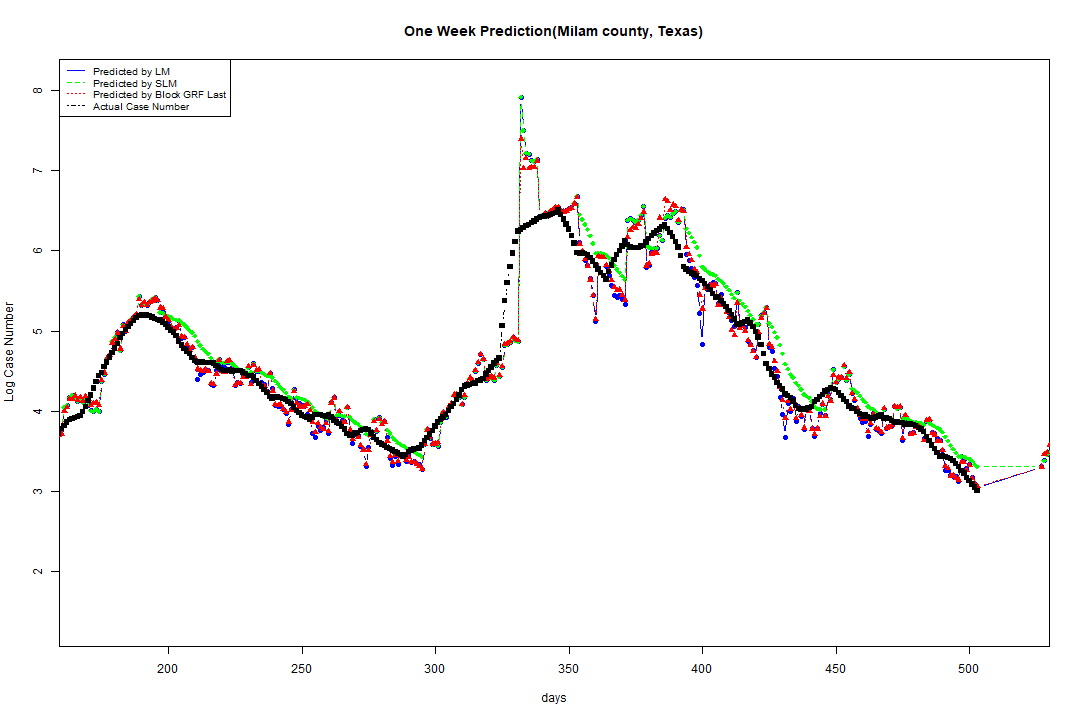 One Week Prediction(Milam county, Texas)
Predicted by LM
Predicted by SLM
Predicted by Block GRF Last
Actual Case Number
8
7
6
5
4
3
2
Log Case Number
200 250 300 350 400 450 500
days